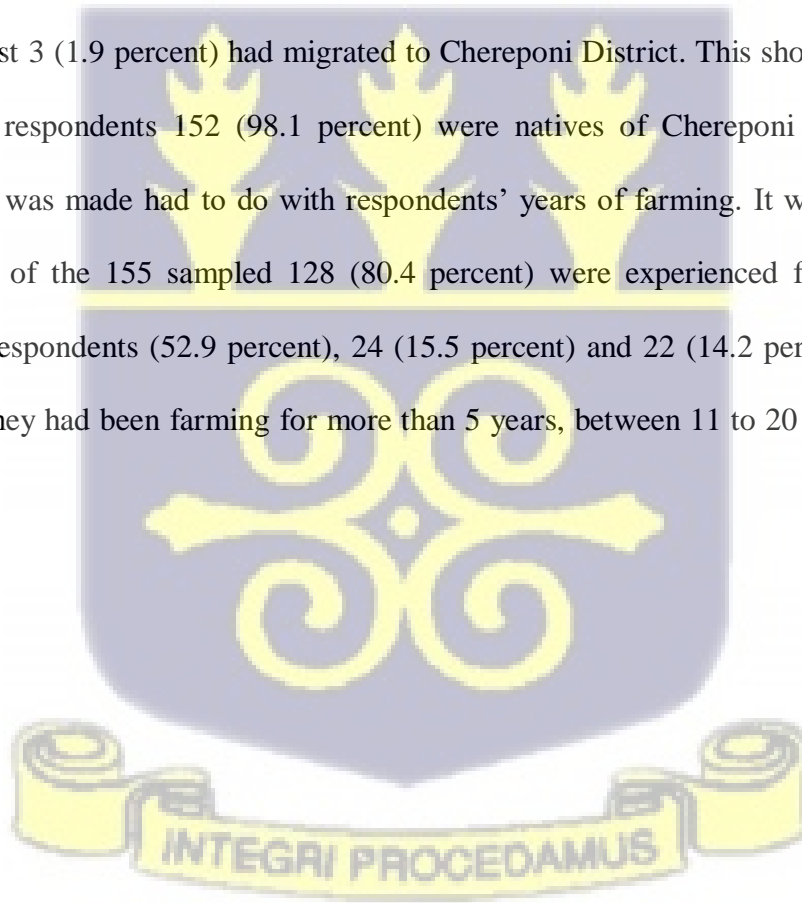 st 3 (1.9 percent) had migrated to Chereponi District. This sho
respondents 152 (98.1 percent) were natives of Chereponi
was made had to do with respondents’ years of farming. It w
of the 155 sampled 128 (80.4 percent) were experienced f
espondents (52.9 percent), 24 (15.5 percent) and 22 (14.2 per
ey had been farming for more than 5 years, between 11 to 20
INTEGRI PROCEDAMUS